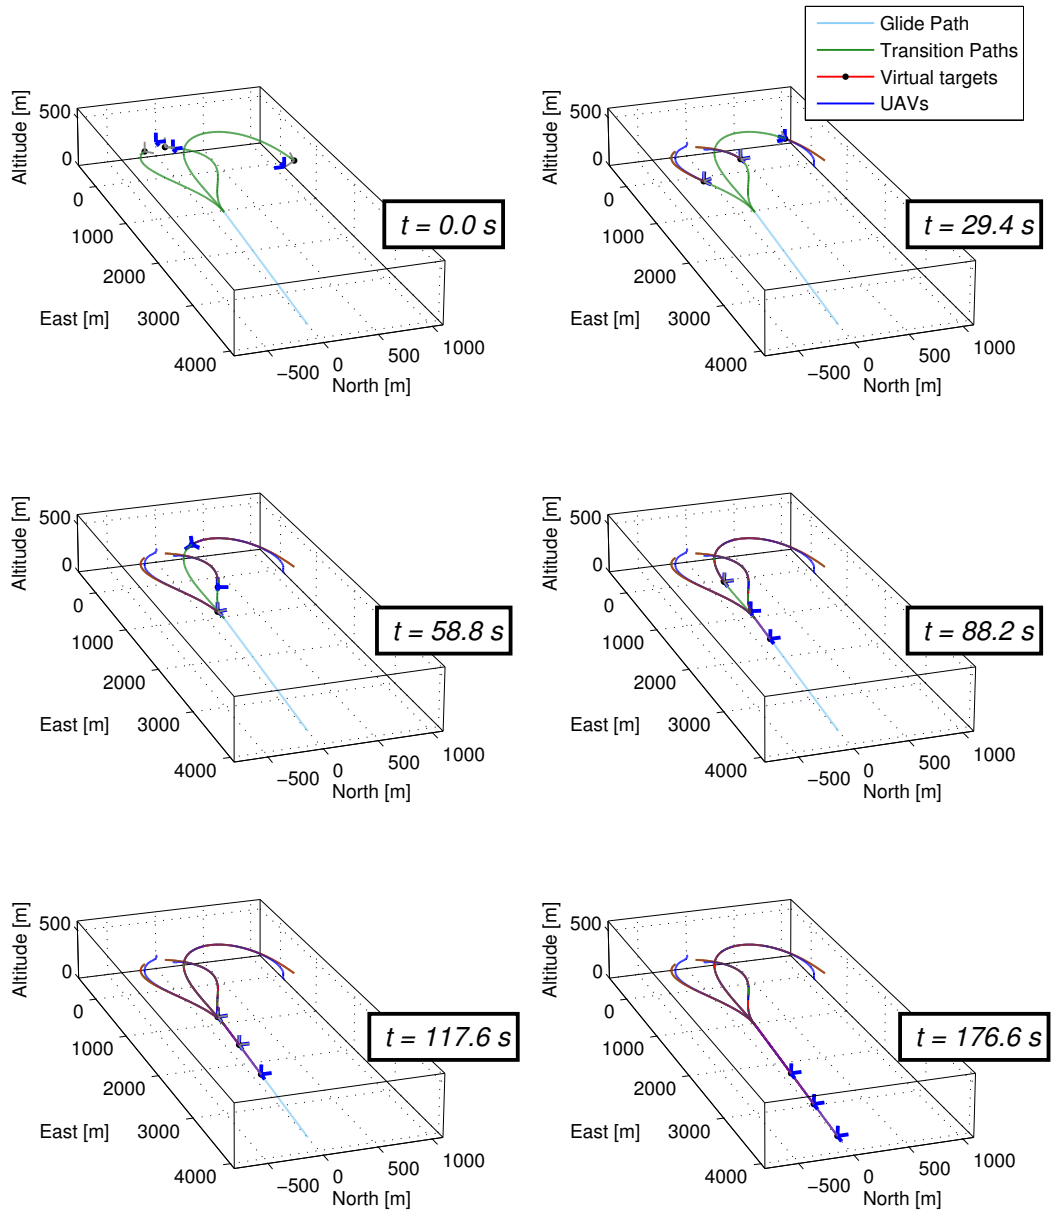 Glide Path
Transition Paths
Virtual targets
UAVs
Altitude [m]
500
0
0
1000
2000
3000
4000
East [m]
−500
0
500
1000
North [m]
t = 0.0 s
Altitude [m]
500
0
0
1000
2000
3000
4000
East [m]
−500
0
500
1000
North [m]
t = 29.4 s
Altitude [m]
500
0
0
1000
2000
3000
4000
East [m]
−500
0
500
1000
North [m]
t = 58.8 s
Altitude [m]
500
0
0
1000
2000
3000
4000
East [m]
−500
0
500
1000
North [m]
t = 88.2 s
Altitude [m]
500
0
0
1000
2000
3000
4000
East [m]
−500
0
500
1000
North [m]
t = 117.6 s
Altitude [m]
500
0
0
1000
2000
3000
4000
East [m]
−500
0
500
1000
North [m]
t = 176.6 s